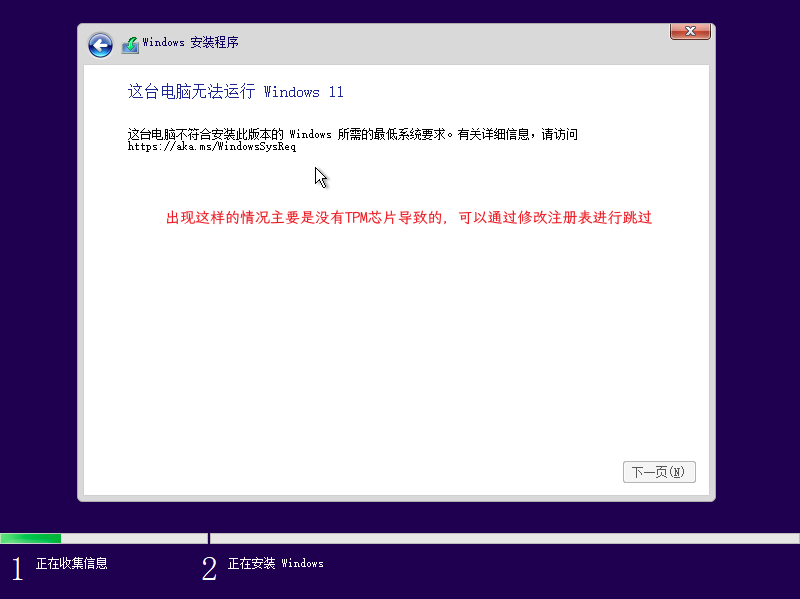 Windows 安装程序
这台电脑无法运行 Windows 11
这台电脑不符合安装此版本的 Windows 所需的最低系统要求。有关详细信息，请访问
https://aka.ms/WindowsSysReq
出现这样的情况主要是没有TPM芯片导致的，可以通过修改注册表进行跳过
下一页(N)
1 正在收集信息
2 正在安装 Windows